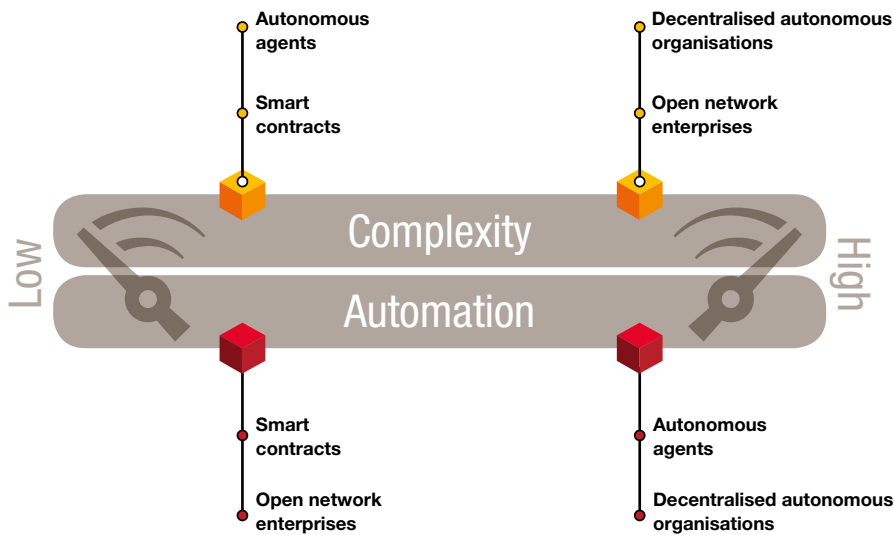 Autonomous
agents
Decentralised autonomous
organisations
Smart
contracts
Open network
enterprises
Complexity
Low
High
Automation
Smart
contracts
Autonomous
agents
Open network
enterprises
Decentralised autonomous
organisations